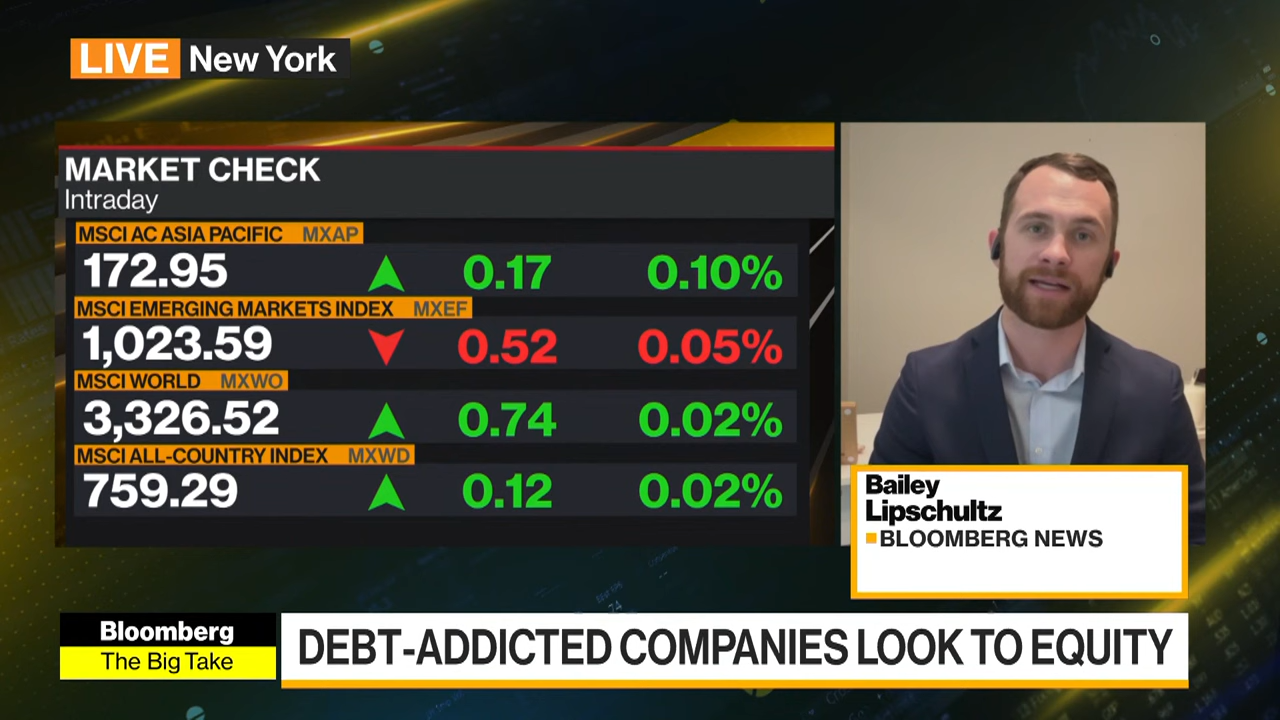 LIVE New York
MARKET CHECK
Intraday
MSCI AC ASIA PACIFIC MXAP
172.95 0.17 0.10%
MSCI EMERGING MARKETS INDEX MXEF
1,023.59 0.52 0.05%
MSCI WORLD MXWO
3,326.52 0.74 0.02%
MSCI ALL-COUNTRY INDEX MXWD
759.29 0.12 0.02%
Bailey
Lipschultz
BLOOMBERG NEWS
Bloomberg
The Big Take
DEBT-ADDICTED COMPANIES LOOK TO EQUITY